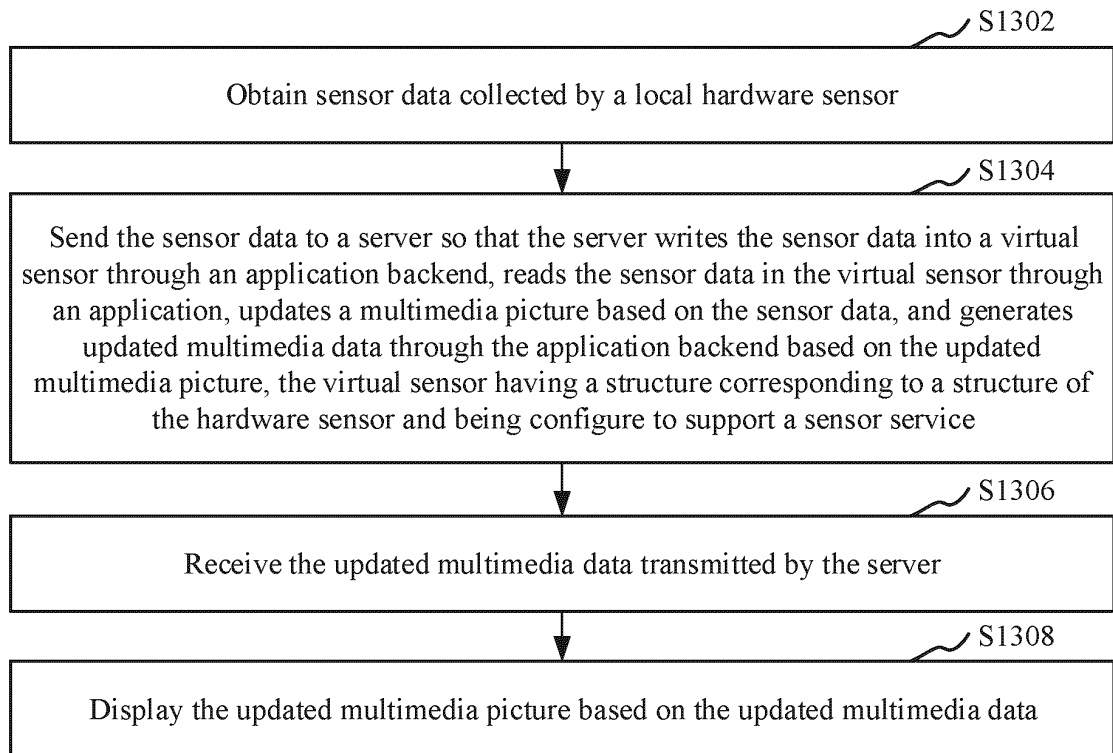 S1302
Obtain sensor data collected by a local hardware sensor
S1304
Send the sensor data to a server so that the server writes the sensor data into a virtual
sensor through an application backend, reads the sensor data in the virtual sensor through
an application, updates a multimedia picture based on the sensor data, and generates
updated multimedia data through the application backend based on the updated
multimedia picture, the virtual sensor having a structure corresponding to a structure of
the hardware sensor and being configure to support a sensor service
S1306
Receive the updated multimedia data transmitted by the server
S1308
Display the updated multimedia picture based on the updated multimedia data